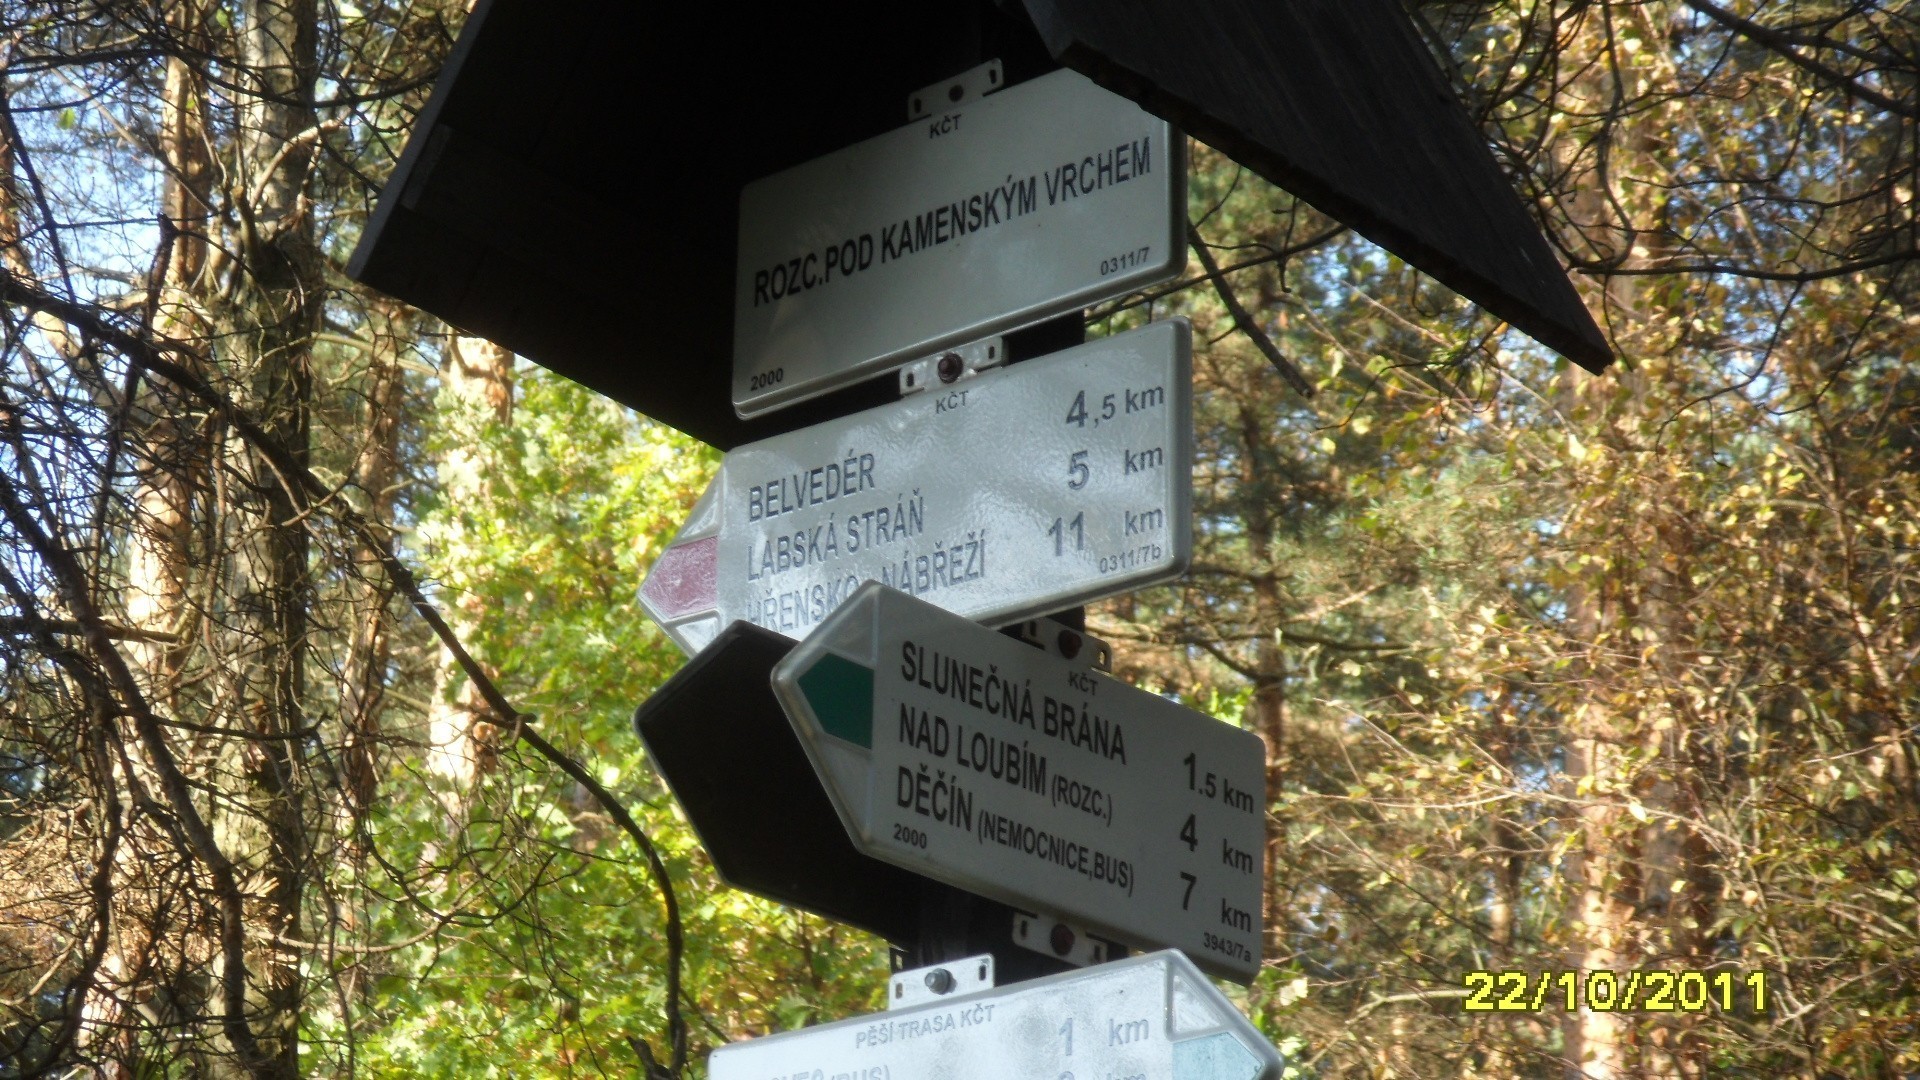 KČT
ROZC.POD KAMENSKÝM VRCHEM
0311/7
2000
KČT
BELVEDÉR 4,5 km
LABSKÁ STRÁŇ 5 km
HŘENSKO - NÁBŘEŽÍ 11 km
0311/7b
KČT
SLUNEČNÁ BRÁNA 1.5 km
NAD LOUBÍM (ROZC.) 4 km
DĚČÍN (NEMOCNICE,BUS) 7 km
2000 3943/7a
PĚŠÍ TRASA KČT
1 km
km
22/10/2011